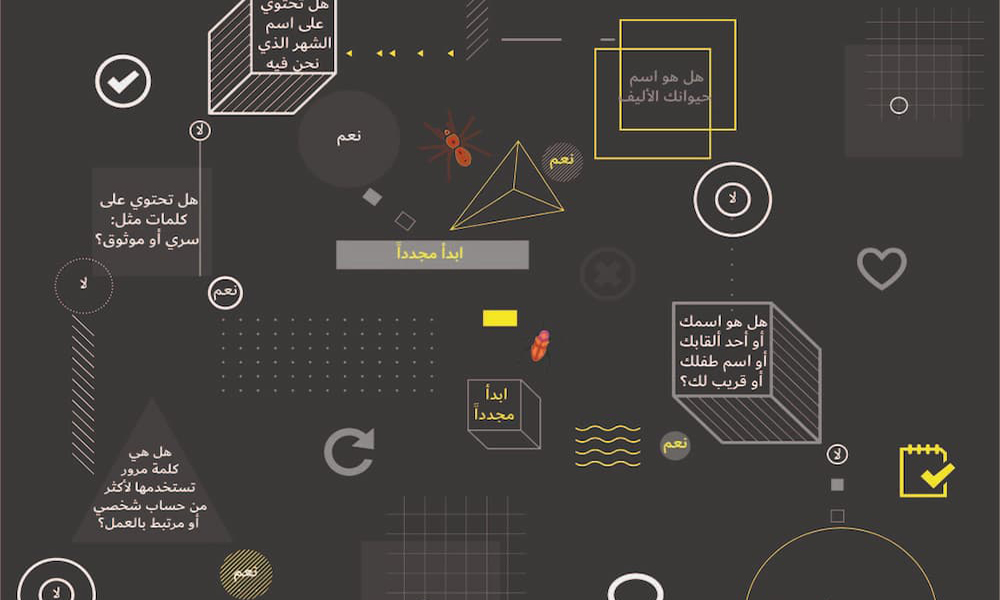 هل تحتوي
على اسم
الشهر الذي
نحن فيه
هل هو اسم
حيوانك الأليف
لا
نعم
نعم
هل تحتوي على
كلمات مثل:
سري أو موثوق؟
لا
ابدأ مجدداً
لا
نعم
هل هو اسمك
أو أحد ألقابك
أو اسم طفلك
أو قريب لك؟
ابدأ
مجدداً
نعم
لا
هل هي
كلمة مرور
تستخدمها لأكثر
من حساب شخصي
أو مرتبط بالعمل؟
نعم
لا